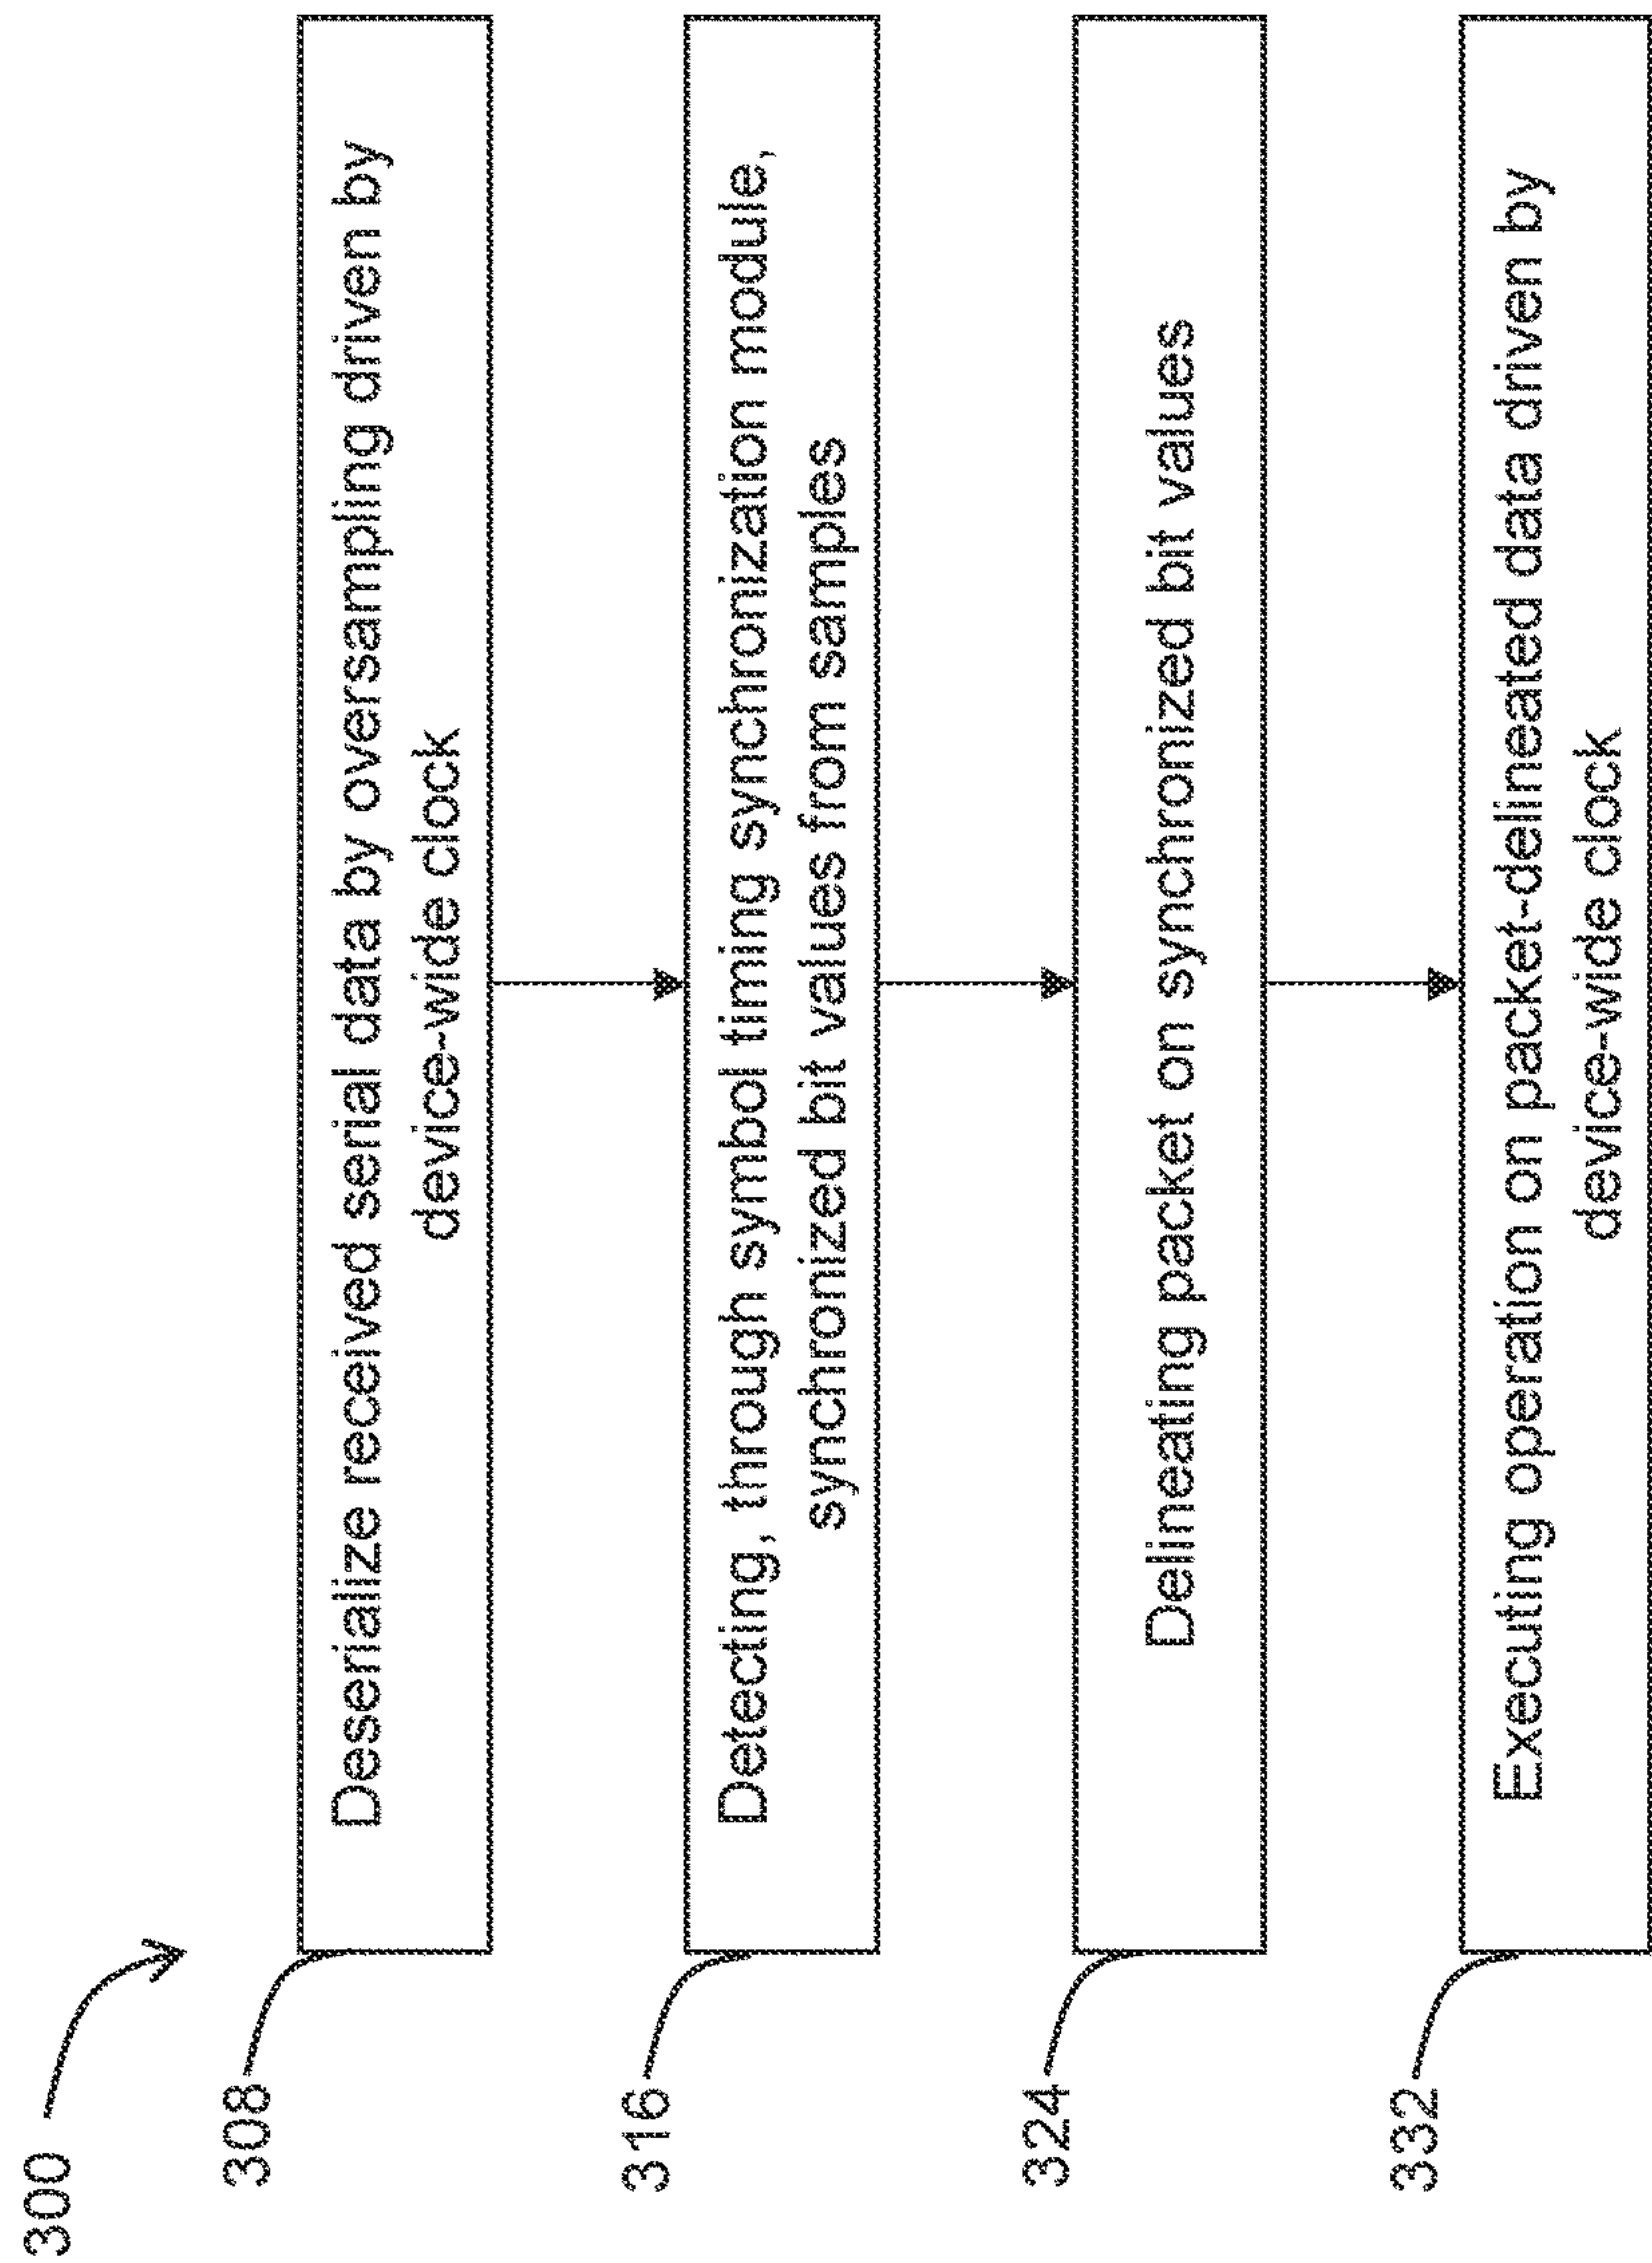 300
308
Deserialize received serial data by oversampling driven by
device-wide clock
316
Detecting, through symbol timing synchronization module,
synchronized bit values from samples
324
Delineating packet on synchronized bit values
332
Executing operation on packet-delineated data driven by
device-wide clock